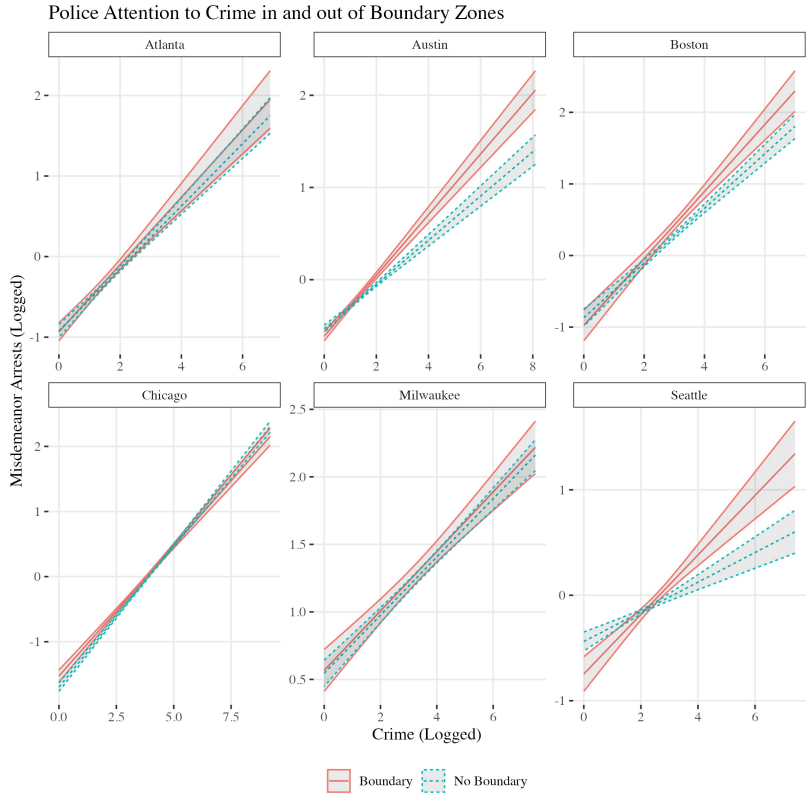 Police Attention to Crime in and out of Boundary Zones
Atlanta
Austin
Boston
2
1
0
-1
1
0
2
1
0
-1
0 2 4 6
0 2 4 6 8
0 2 4 6
Misdemeanor Arrests (Logged)
Chicago
Milwaukee
Seattle
2
1
0
-1
2.5
2.0
1.5
1.0
0.5
1
0
-1
0.0 2.5 5.0 7.5
0 2 4 6
0 2 4 6
Crime (Logged)
Boundary
No Boundary